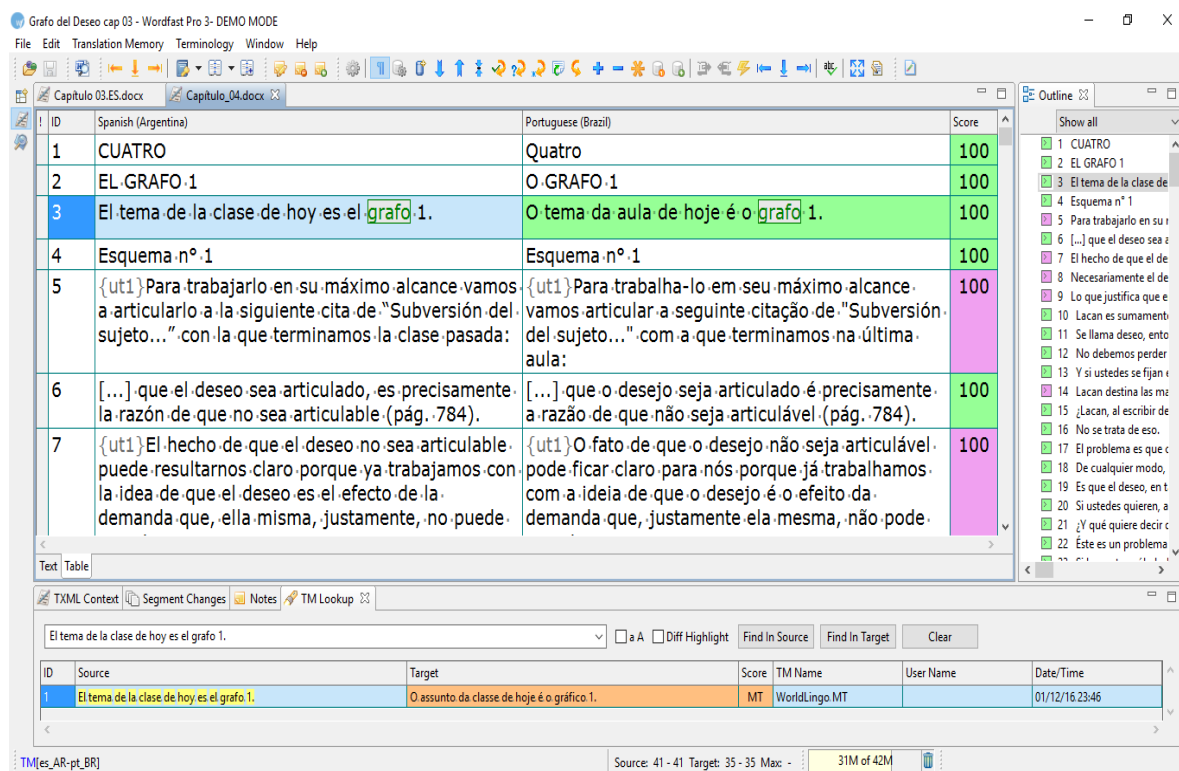 Grafo del Deseo cap 03 - Wordfast Pro 3- DEMO MODE
File Edit Translation Memory Terminology Window Help
Capítulo 03.ES.docx Capítulo_04.docx
! ID Spanish (Argentina) Portuguese (Brazil) Score
1 CUATRO Quatro 100
2 EL·GRAFO·1 O·GRAFO·1 100
3 El·tema·de·la·clase·de·hoy·es·el·grafo·1. O·tema·da·aula·de·hoje·é·o·grafo·1. 100
4 Esquema·n°·1 Esquema·n°·1 100
5 {ut1}Para·trabajarlo·en·su·máximo·alcance·vamos· {ut1}Para·trabalha-lo·em·seu·máximo·alcance· 100
a·articularlo·a·la·siguiente·cita·de·“Subversión·del· vamos·articular·a·seguinte·citação·de·"Subversión·
sujeto...”·con·la·que·terminamos·la·clase·pasada: del·sujeto..."·com·a·que·terminamos·na·última·
aula:
6 [...]·que·el·deseo·sea·articulado,·es·precisamente· [...]·que·o·desejo·seja·articulado·é·precisamente· 100
la·razón·de·que·no·sea·articulable·(pág.·784). a·razão·de·que·não·seja·articulável·(pág.·784).
7 {ut1}El·hecho·de·que·el·deseo·no·sea·articulable· {ut1}O·fato·de·que·o·desejo·não·seja·articulável· 100
puede·resultarnos·claro·porque·ya·trabajamos·con· pode·ficar·claro·para·nós·porque·já·trabalhamos·
la·idea·de·que·el·deseo·es·el·efecto·de·la· com·a·ideia·de·que·o·desejo·é·o·efeito·da·
demanda·que,·ella·misma,·justamente,·no·puede· demanda·que,·justamente·ela·mesma,·não·pode·
Text Table
Outline
Show all
1 CUATRO
2 EL GRAFO 1
3 El tema de la clase de
4 Esquema n° 1
5 Para trabajarlo en su
6 [...] que el deseo sea
7 El hecho de que el de
8 Necesariamente el de
9 Lo que justifica que e
10 Lacan es sumament
11 Se llama deseo, ento
12 No debemos perder
13 Y si ustedes se fijan
14 Lacan destina las ma
15 ¿Lacan, al escribir de
16 No se trata de eso.
17 El problema es que
18 De cualquier modo,
19 Es que el deseo, en t
20 Si ustedes quieren, a
21 ¿Y qué quiere decir
22 Éste es un problema
TXML Context Segment Changes Notes TM Lookup
El tema de la clase de hoy es el grafo 1. a A Diff Highlight Find In Source Find In Target Clear
ID Source Target Score TM Name User Name Date/Time
1 El·tema·de·la·clase·de·hoy·es·el·grafo·1. O·assunto·da·classe·de·hoje·é·o·gráfico·1. MT WorldLingo.MT 01/12/16.23:46
TM[es_AR-pt_BR] Source: 41 - 41 Target: 35 - 35 Max: - 31M of 42M